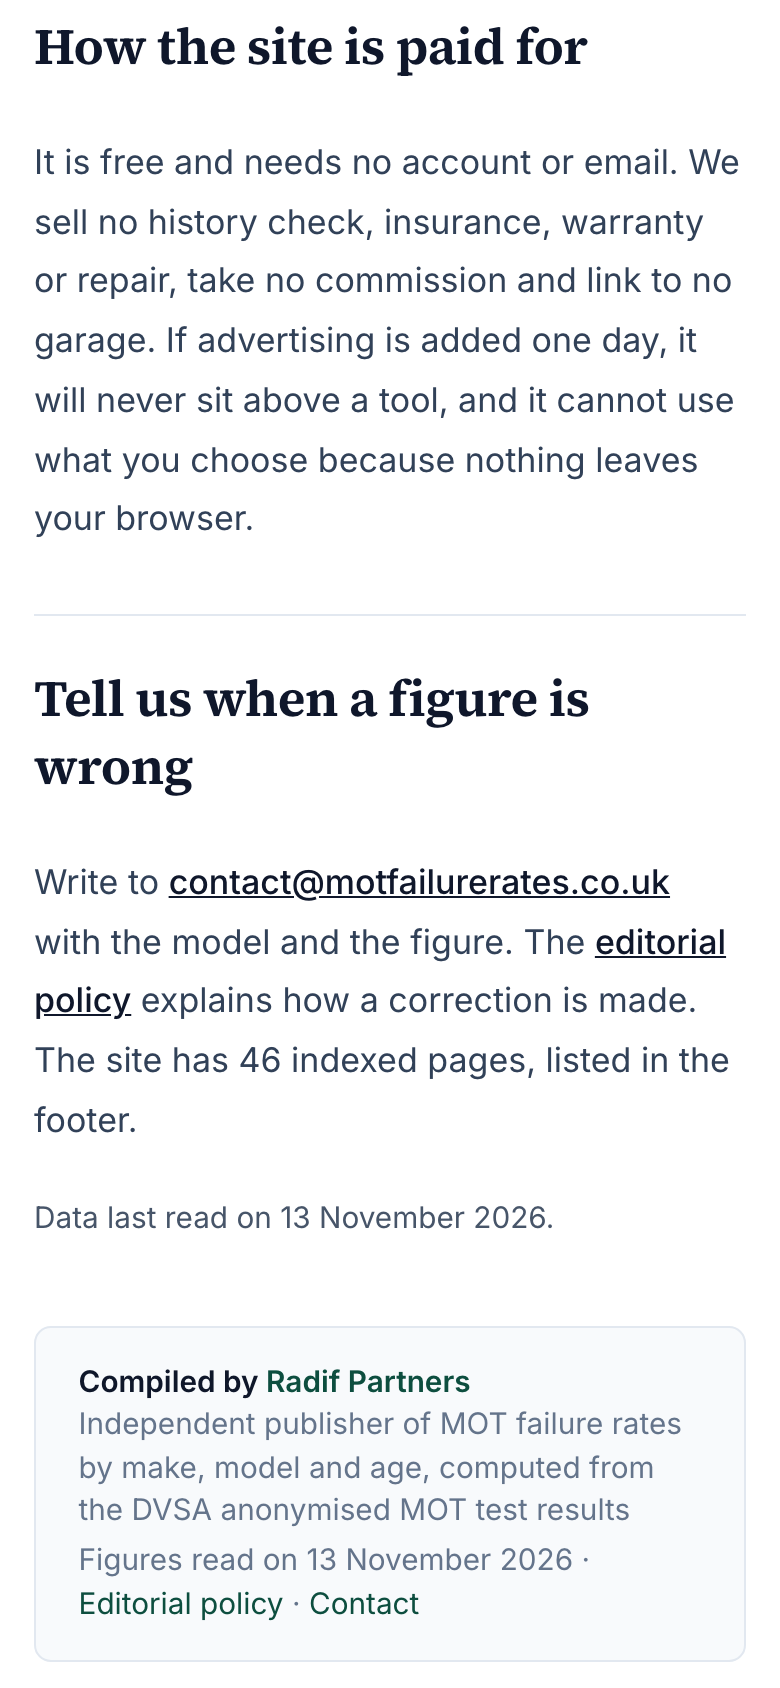 How the site is paid for
It is free and needs no account or email. We
sell no history check, insurance, warranty
or repair, take no commission and link to no
garage. If advertising is added one day, it
will never sit above a tool, and it cannot use
what you choose because nothing leaves
your browser.
Tell us when a figure is
wrong
Write to contact@motfailurerates.co.uk
with the model and the figure. The editorial
policy explains how a correction is made.
The site has 46 indexed pages, listed in the
footer.
Data last read on 13 November 2026.
Compiled by Radif Partners
Independent publisher of MOT failure rates
by make, model and age, computed from
the DVSA anonymised MOT test results
Figures read on 13 November 2026 ·
Editorial policy · Contact